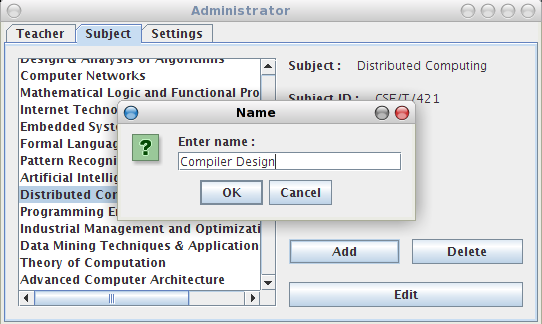 Administrator
Teacher
Subject
Settings
Design & Analysis of Algorithms
Computer Networks
Mathematical Logic and Functional Pro
Internet Techno
Embedded Syste
Formal Languag
Pattern Recogni
Artificial Intellig
Distributed Con
Programming En
Industrial Management and Optimizati
Data Mining Techniques & Application
Theory of Computation
Advanced Computer Architecture
Subject : Distributed Computing
Subject ID : CSE/T/421
Name
?
Enter name :
Compiler Design
OK
Cancel
Add
Delete
Edit